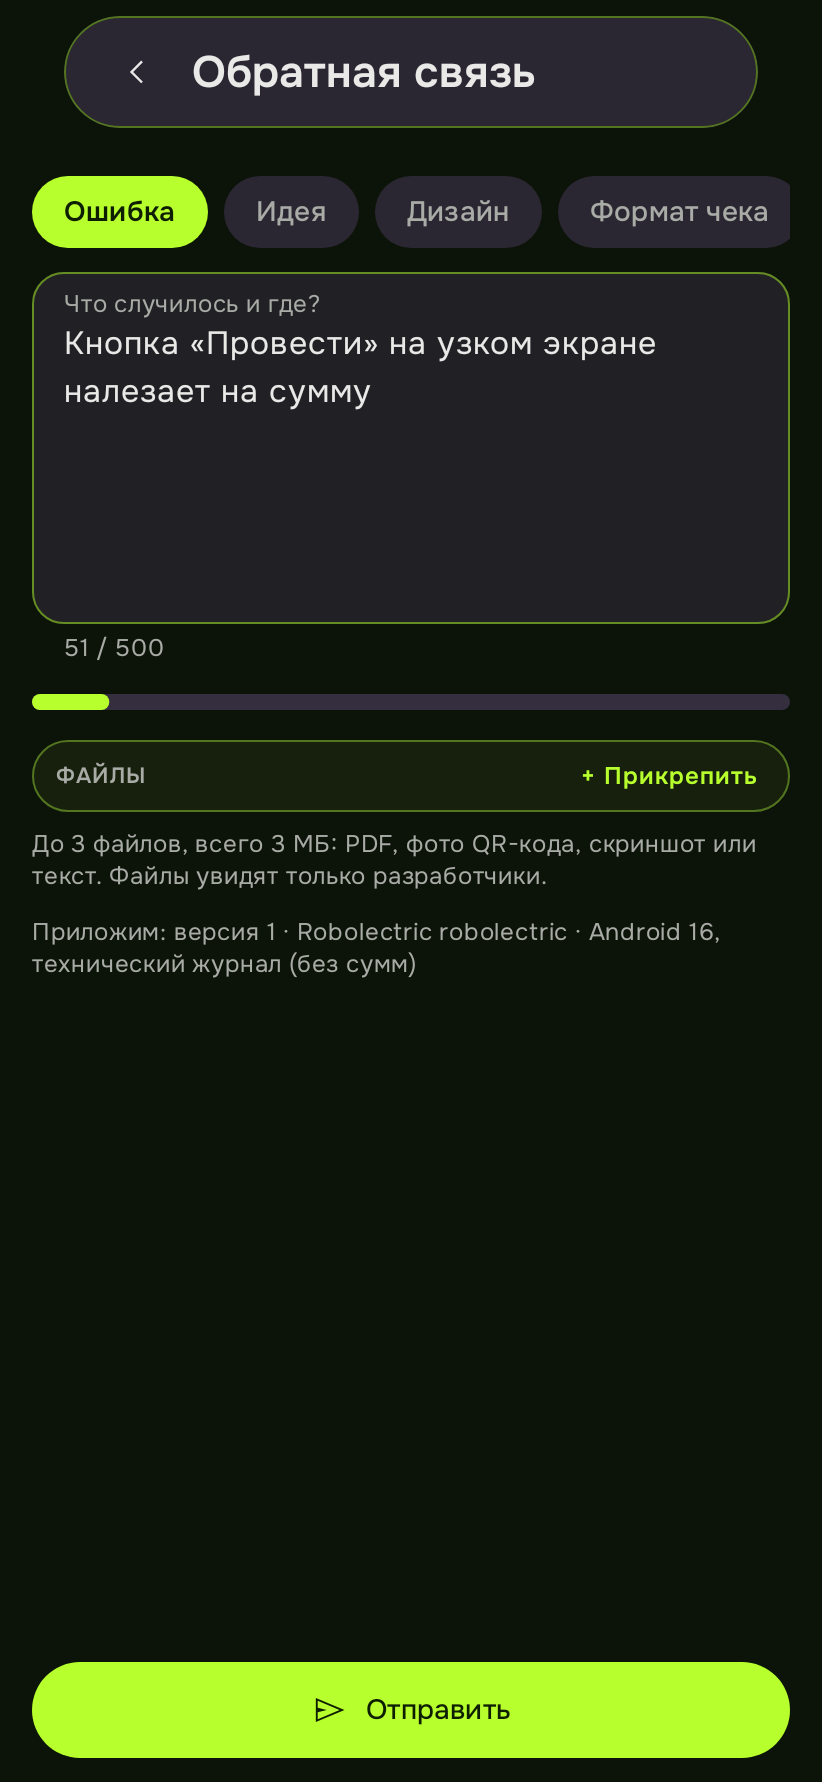 Обратная связь
Ошибка
Идея
Дизайн
Формат чека
Что случилось и где?
Кнопка «Провести» на узком экране
налезает на сумму
51 / 500
ФАЙЛЫ
+ Прикрепить
До 3 файлов, всего 3 МБ: PDF, фото QR-кода, скриншот или
текст. Файлы увидят только разработчики.
Приложим: версия 1 · Robolectric robolectric · Android 16,
технический журнал (без сумм)
Отправить